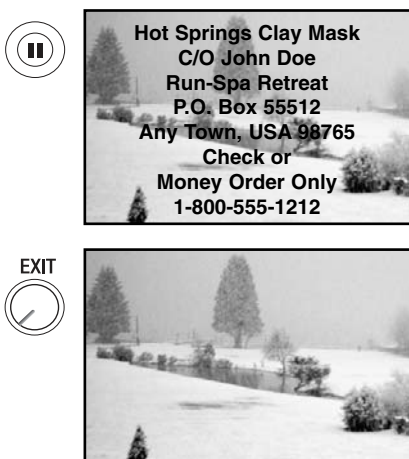 Hot Springs Clay Mask
C/O John Doe
Run-Spa Retreat
P.O. Box 55512
Any Town, USA 98765
Check or
Money Order Only
1-800-555-1212
EXIT